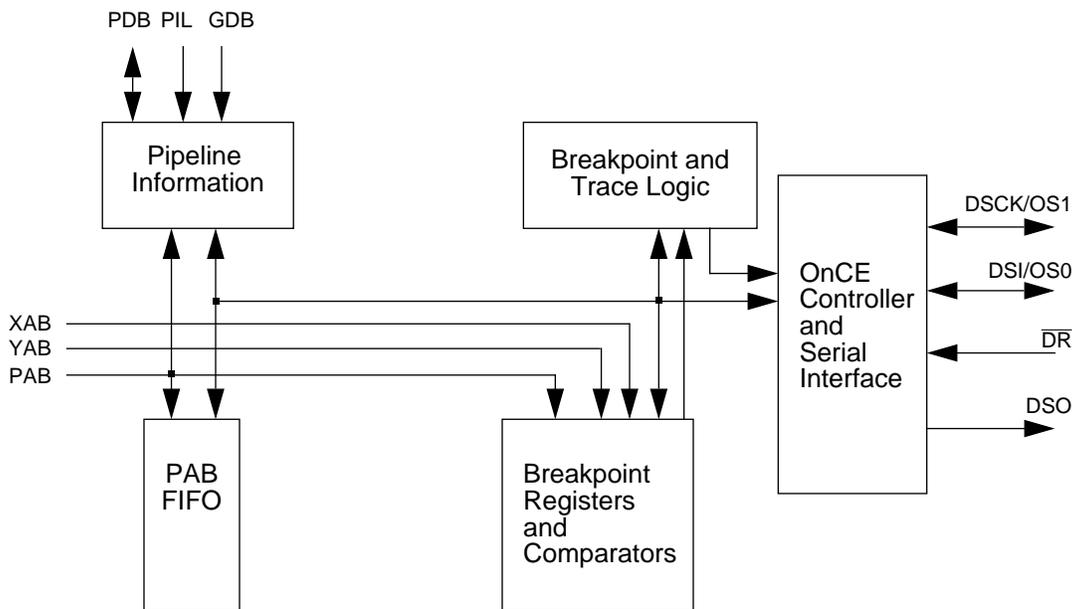 PDB PIL GDB
Pipeline
Information
Breakpoint and
Trace Logic
DSCK/OS1
DSI/OS0
DR
DSO
OnCE
Controller
and
Serial
Interface
XAB
YAB
PAB
PAB
FIFO
Breakpoint
Registers
and
Comparators